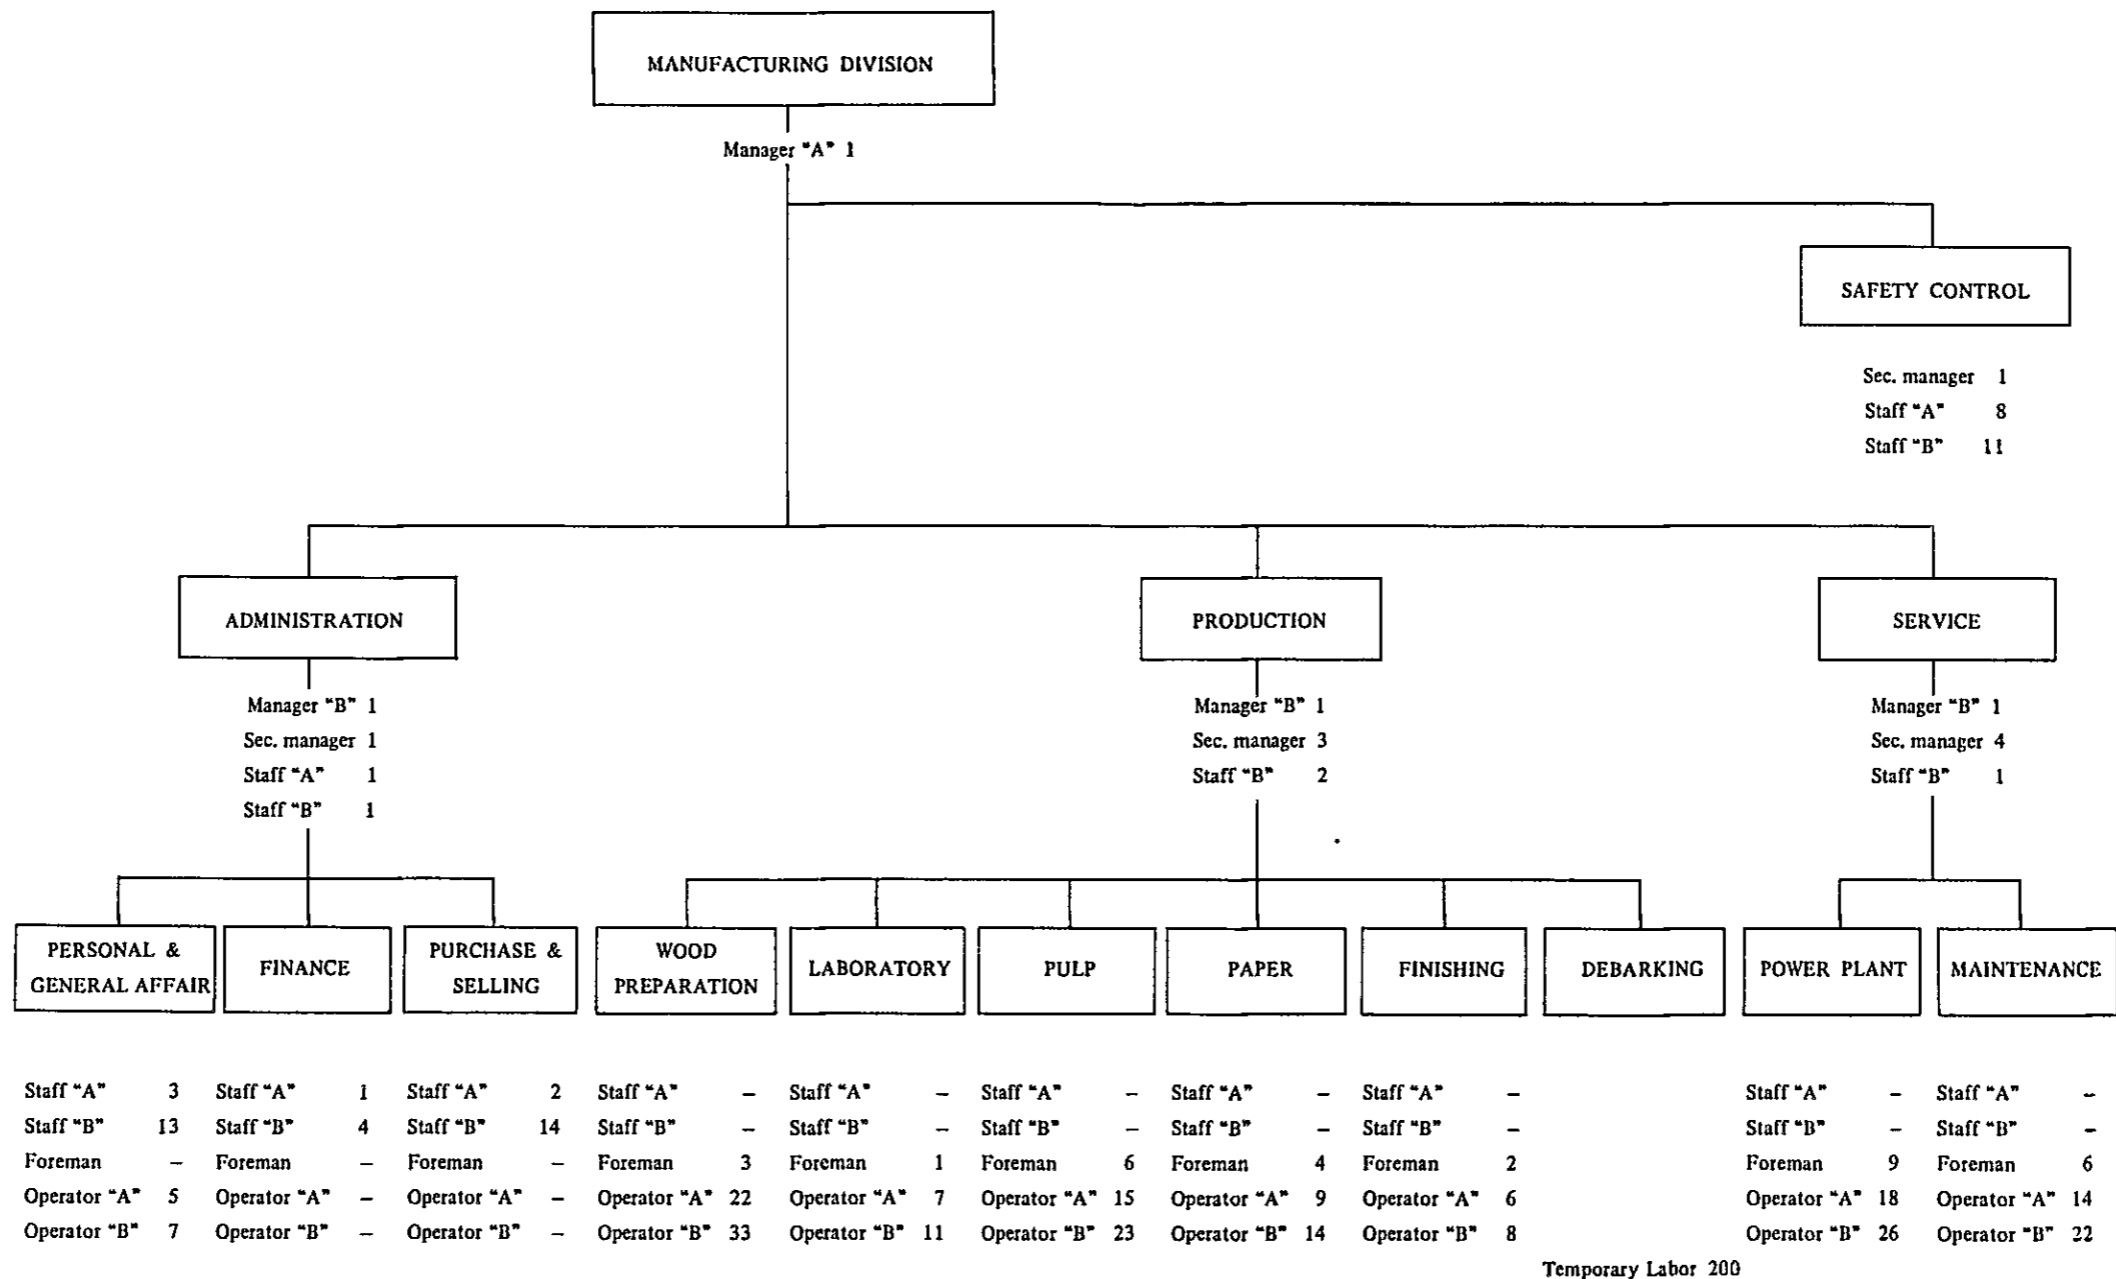 MANUFACTURING DIVISION
Manager "A" 1
SAFETY CONTROL
Sec. manager 1
Staff "A" 8
Staff "B" 11
ADMINISTRATION
Manager "B" 1
Sec. manager 1
Staff "A" 1
Staff "B" 1
PRODUCTION
Manager "B" 1
Sec. manager 3
Staff "B" 2
SERVICE
Manager "B" 1
Sec. manager 4
Staff "B" 1
PERSONAL &
GENERAL AFFAIR
Staff "A" 3
Staff "B" 13
Foreman –
Operator "A" 5
Operator "B" 7
FINANCE
Staff "A" 1
Staff "B" 4
Foreman –
Operator "A" –
Operator "B" –
PURCHASE &
SELLING
Staff "A" 2
Staff "B" 14
Foreman –
Operator "A" –
Operator "B" –
WOOD
PREPARATION
Staff "A" –
Staff "B" –
Foreman 3
Operator "A" 22
Operator "B" 33
LABORATORY
Staff "A" –
Staff "B" –
Foreman 1
Operator "A" 7
Operator "B" 11
PULP
Staff "A" –
Staff "B" –
Foreman 6
Operator "A" 15
Operator "B" 23
PAPER
Staff "A" –
Staff "B" –
Foreman 4
Operator "A" 9
Operator "B" 14
FINISHING
Staff "A" –
Staff "B" –
Foreman 2
Operator "A" 6
Operator "B" 8
DEBARKING
Temporary Labor 200
POWER PLANT
Staff "A" –
Staff "B" –
Foreman 9
Operator "A" 18
Operator "B" 26
MAINTENANCE
Staff "A" –
Staff "B" –
Foreman 6
Operator "A" 14
Operator "B" 22